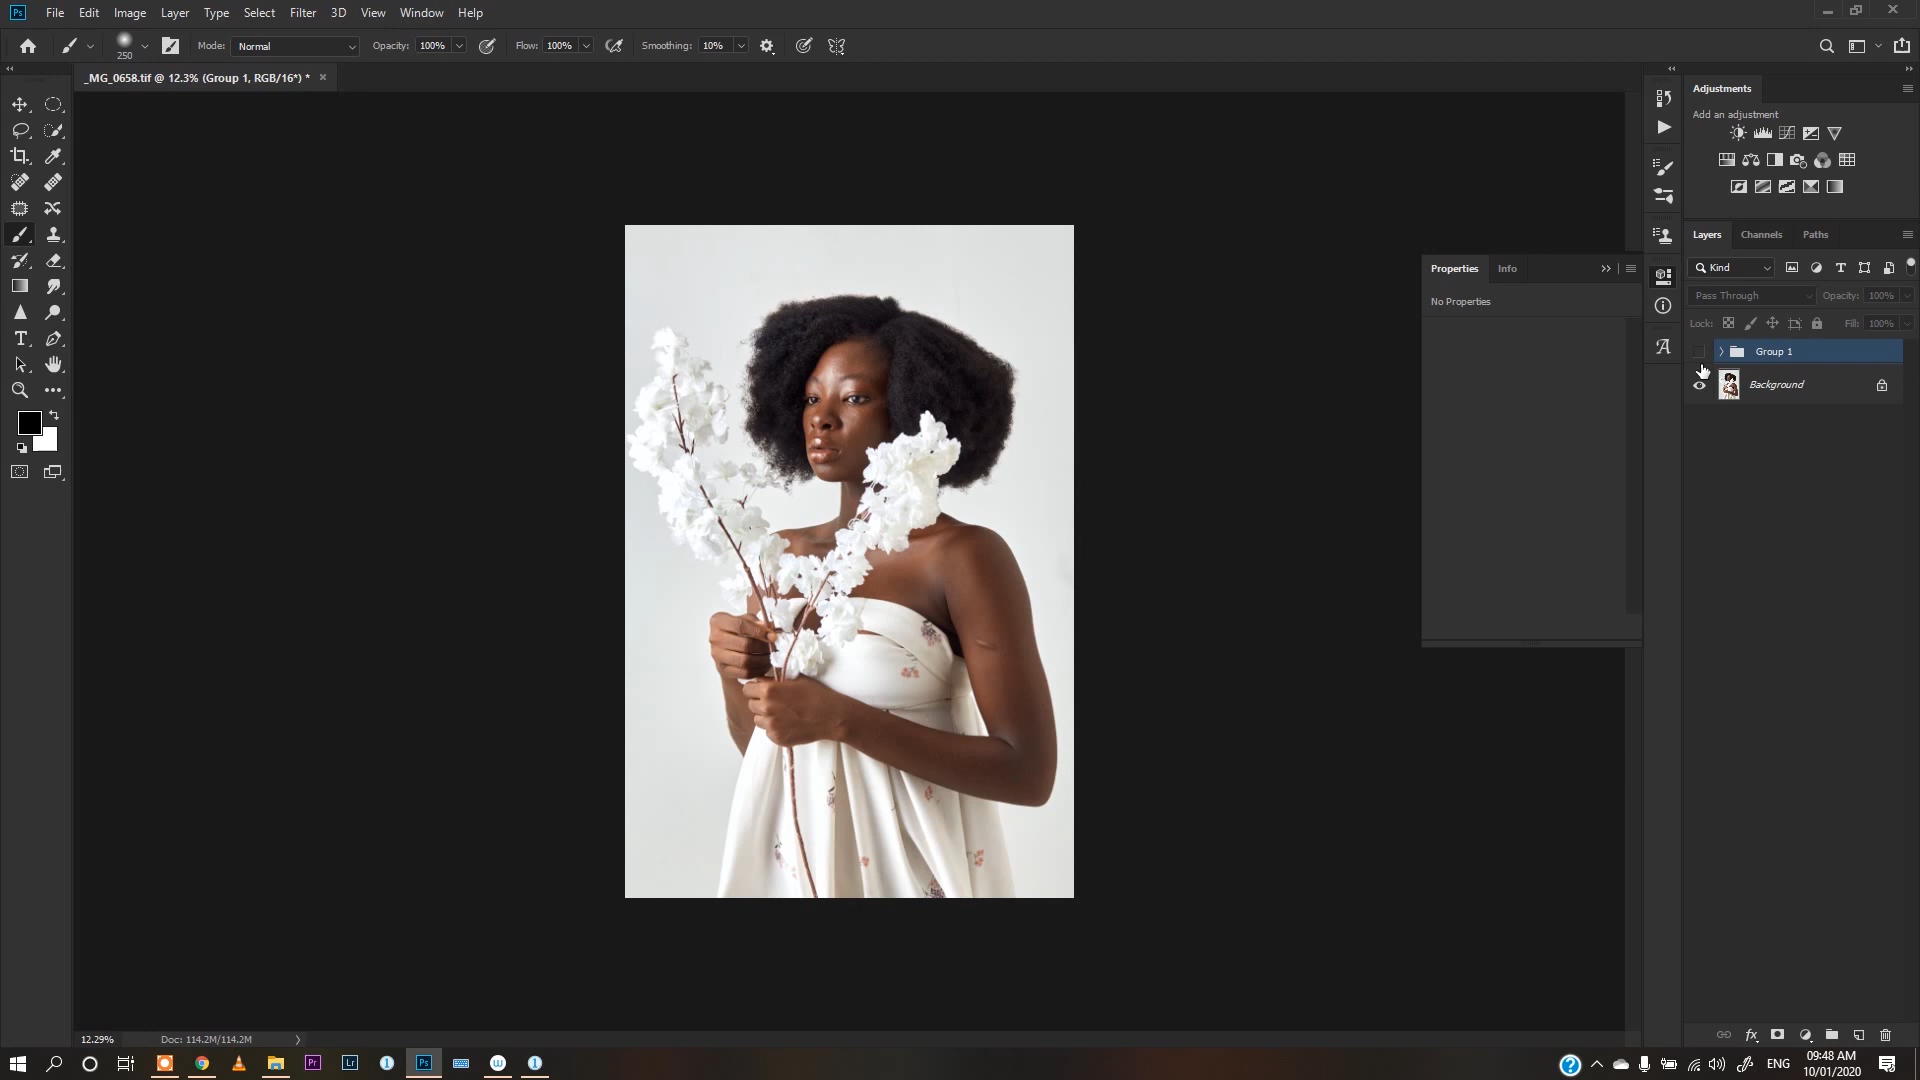 Ps File Edit Image Layer Type Select Filter 3D View Window Help
250 Mode: Normal Opacity: 100% Flow: 100% Smoothing: 10%
_MG_0658.tif @ 12.3% (Group 1, RGB/16*) *
Adjustments
Add an adjustment
Layers Channels Paths
Kind
Pass Through Opacity: 100%
Lock: Fill: 100%
Group 1
Background
Properties Info
No Properties
12.29% Doc: 114.2M/114.2M
Pr Lr Ps ENG 09:48 AM
10/01/2020